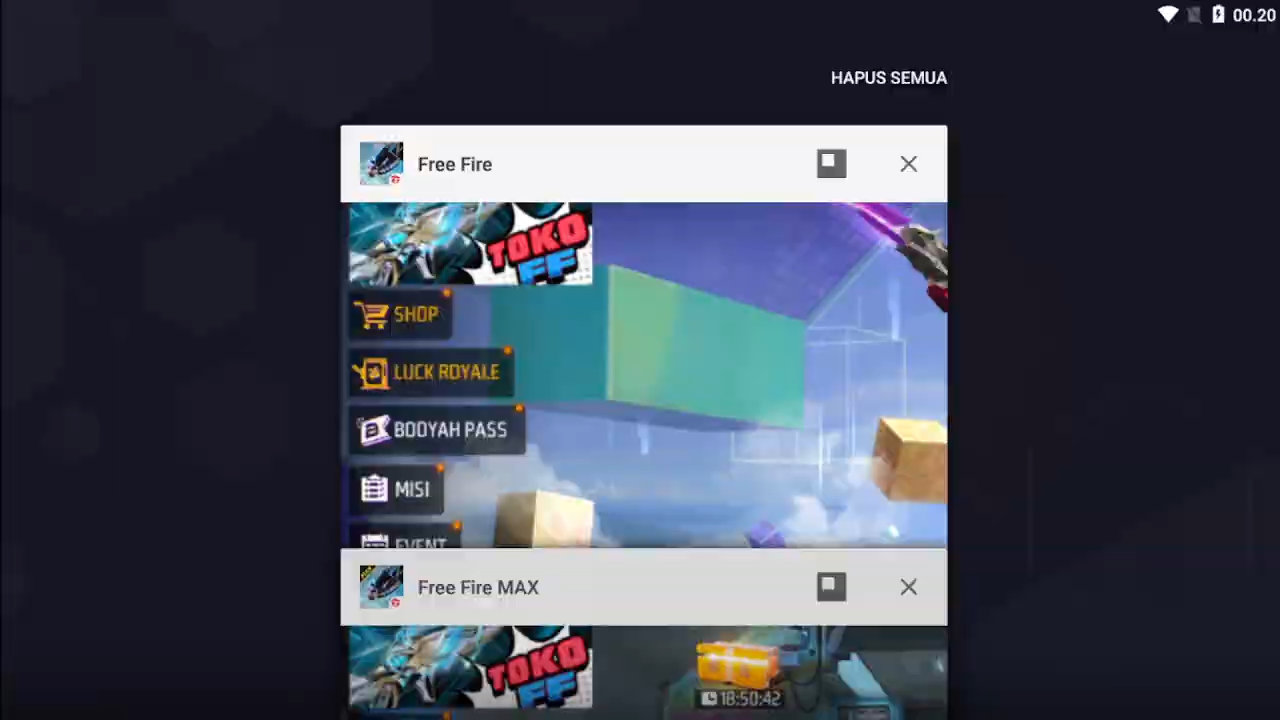 00.20
HAPUS SEMUA
Free Fire
TOKO
FF
SHOP
LUCK ROYALE
BOOYAH PASS
MISI
EVENT
Free Fire MAX
TOKO
FF
18:50:42